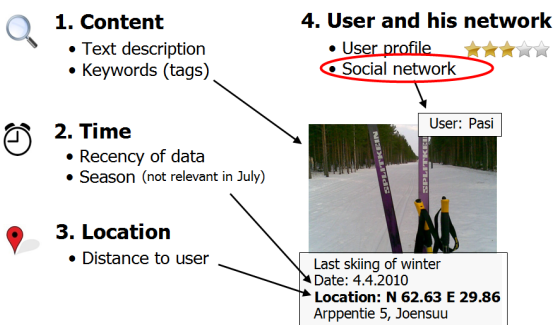 1. Content
• Text description
• Keywords (tags)
2. Time
• Recency of data
• Season (not relevant in July)
3. Location
• Distance to user
4. User and his network
• User profile
• Social network
User: Pasi
Last skiing of winter
Date: 4.4.2010
Location: N 62.63 E 29.86
Arppentie 5, Joensuu